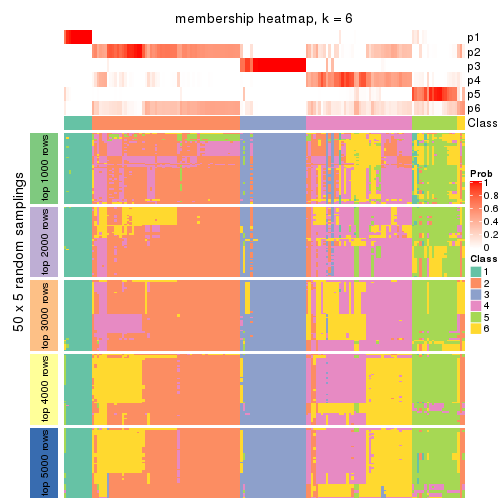 membership heatmap, k = 6
p1
p2
p3
p4
p5
p6
Class
50 x 5 random samplings
top 1000 rows
top 2000 rows
top 3000 rows
top 4000 rows
top 5000 rows
Prob
1
0.8
0.6
0.4
0.2
0
Class
1
2
3
4
5
6